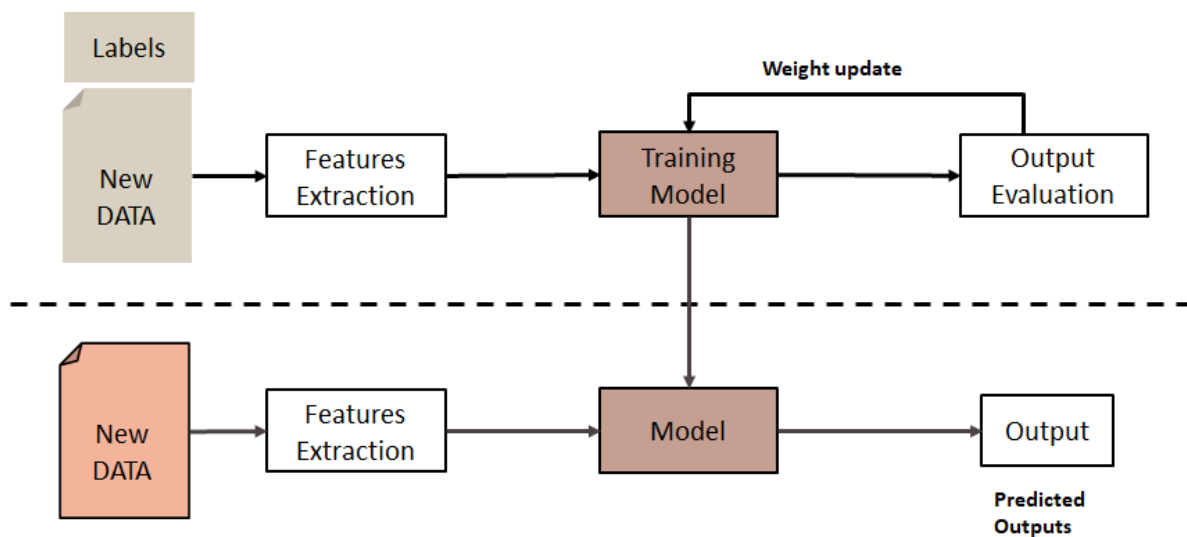 Labels
Weight update
New
DATA
Features
Extraction
Training
Model
Output
Evaluation
New
DATA
Features
Extraction
Model
Output
Predicted
Outputs